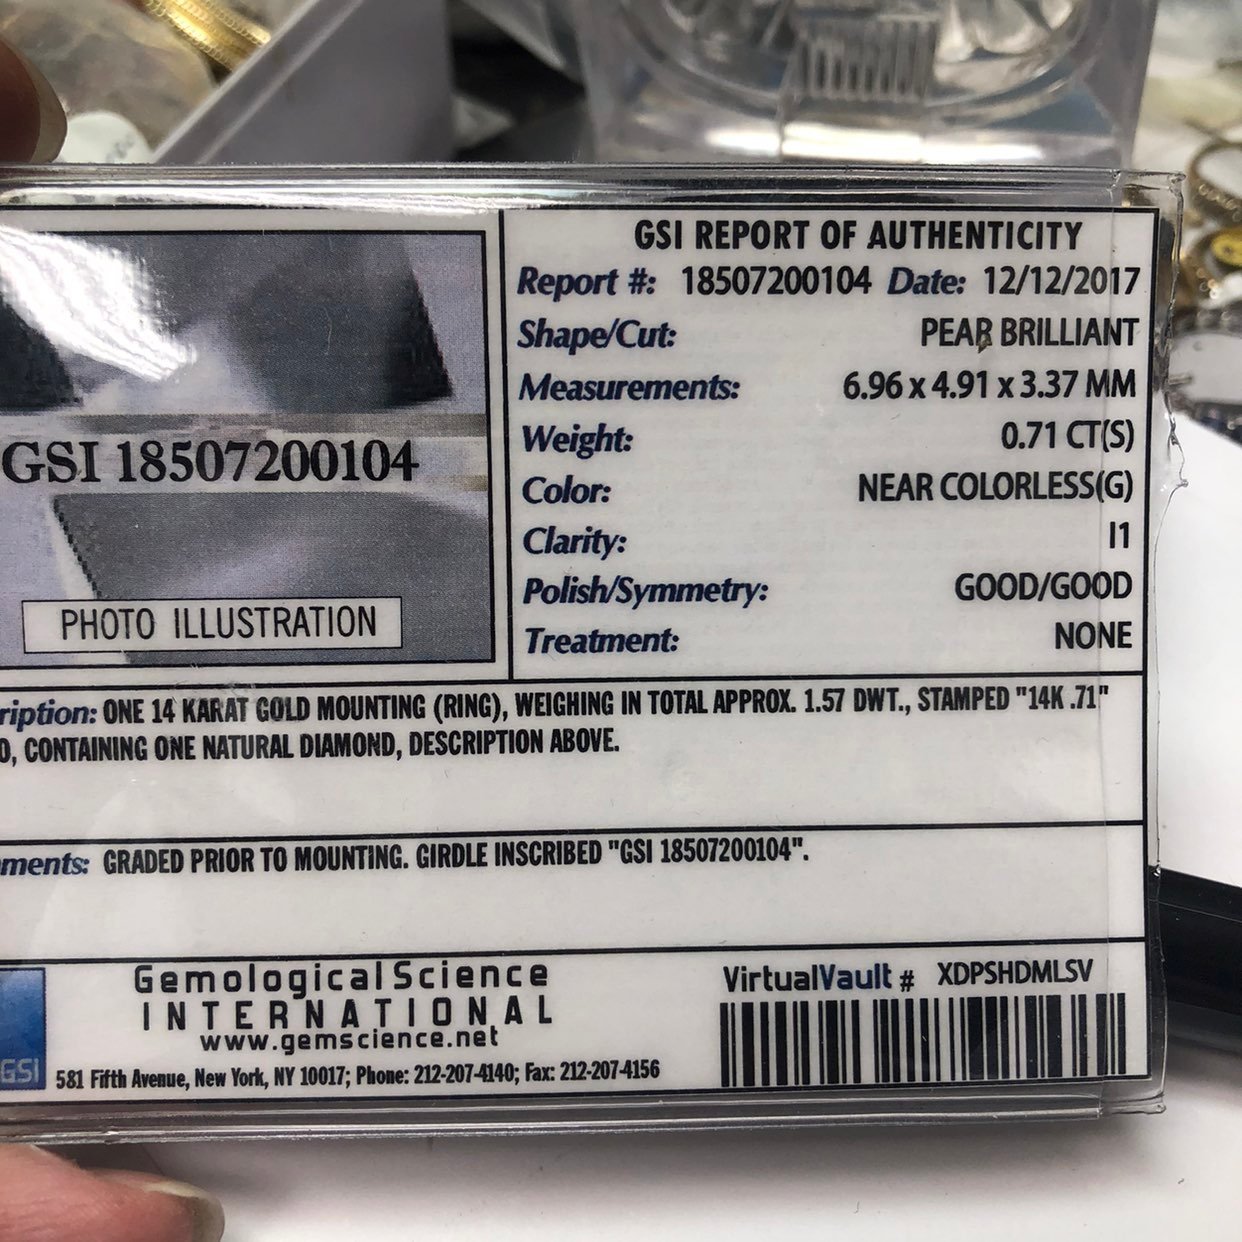 GSI REPORT OF AUTHENTICITY
Report #: 18507200104 Date: 12/12/2017
Shape/Cut: PEAR BRILLIANT
Measurements: 6.96 x 4.91 x 3.37 MM
Weight: 0.71 CT(S)
Color: NEAR COLORLESS(G)
Clarity: I1
Polish/Symmetry: GOOD/GOOD
Treatment: NONE
GSI 18507200104
PHOTO ILLUSTRATION
ription: ONE 14 KARAT GOLD MOUNTING (RING), WEIGHING IN TOTAL APPROX. 1.57 DWT., STAMPED "14K .71"
, CONTAINING ONE NATURAL DIAMOND, DESCRIPTION ABOVE.
ments: GRADED PRIOR TO MOUNTING. GIRDLE INSCRIBED "GSI 18507200104".
GSI
Gemological Science
INTERNATIONAL
www.gemscience.net
581 Fifth Avenue, New York, NY 10017; Phone: 212-207-4140; Fax: 212-207-4156
VirtualVault # XDPSHDMLSV